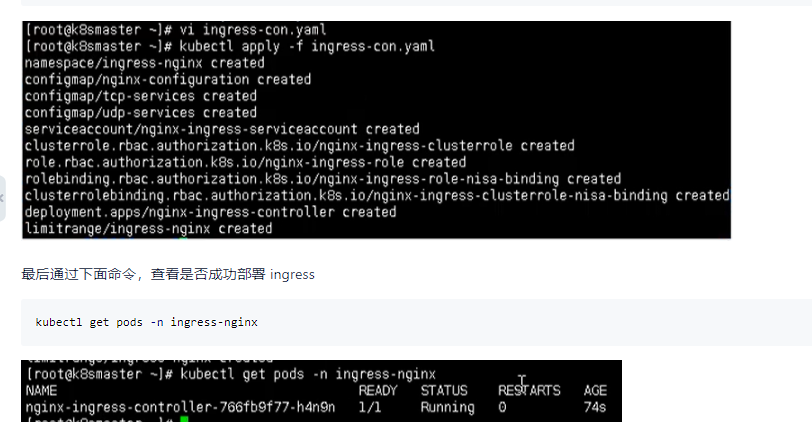 [root@k8smaster ~]# vi ingress-con.yaml
[root@k8smaster ~]# kubectl apply -f ingress-con.yaml
namespace/ingress-nginx created
configmap/nginx-configuration created
configmap/tcp-services created
configmap/udp-services created
serviceaccount/nginx-ingress-serviceaccount created
clusterrole.rbac.authorization.k8s.io/nginx-ingress-clusterrole created
role.rbac.authorization.k8s.io/nginx-ingress-role created
rolebinding.rbac.authorization.k8s.io/nginx-ingress-role-nisa-binding created
clusterrolebinding.rbac.authorization.k8s.io/nginx-ingress-clusterrole-nisa-binding created
deployment.apps/nginx-ingress-controller created
limitrange/ingress-nginx created
最后通过下面命令，查看是否成功部署 ingress
kubectl get pods -n ingress-nginx
limitrange/ingress-nginx created
[root@k8smaster ~]# kubectl get pods -n ingress-nginx
NAME READY STATUS RESTARTS AGE
nginx-ingress-controller-766fb9f77-h4n9n 1/1 Running 0 74s
[root@k8smaster ~]#